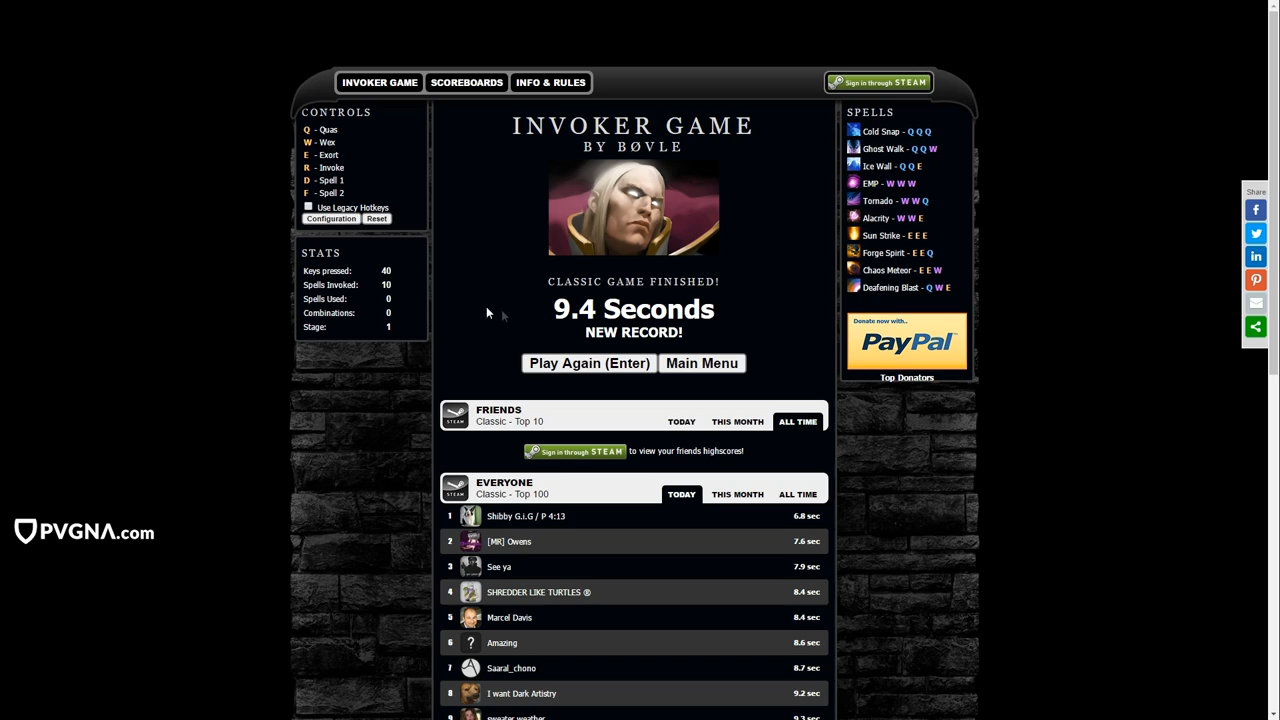 INVOKER GAME
SCOREBOARDS
INFO & RULES
Sign in through STEAM
CONTROLS
Q - Quas
W - Wex
E - Exort
R - Invoke
D - Spell 1
F - Spell 2
Use Legacy Hotkeys
Configuration
Reset
STATS
Keys pressed: 40
Spells Invoked: 10
Spells Used: 0
Combinations: 0
Stage: 1
INVOKER GAME
BY BØVLE
CLASSIC GAME FINISHED!
9.4 Seconds
NEW RECORD!
Play Again (Enter)
Main Menu
FRIENDS
Classic - Top 10
TODAY
THIS MONTH
ALL TIME
STEAM
Sign in through STEAM to view your friends highscores!
EVERYONE
Classic - Top 100
TODAY
THIS MONTH
ALL TIME
STEAM
1 Shibby G.i.G / P 4:13 6.8 sec
2 [MR] Owens 7.6 sec
3 See ya 7.9 sec
4 SHREDDER LIKE TURTLES ® 8.4 sec
5 Marcel Davis 8.4 sec
6 ? Amazing 8.6 sec
7 Saaral_chono 8.7 sec
8 I want Dark Artistry 9.2 sec
9 sweater weather 9.3 sec
SPELLS
Cold Snap - Q Q Q
Ghost Walk - Q Q W
Ice Wall - Q Q E
EMP - W W W
Tornado - W W Q
Alacrity - W W E
Sun Strike - E E E
Forge Spirit - E E Q
Chaos Meteor - E E W
Deafening Blast - Q W E
Donate now with..
PayPal
Top Donators
Share
PVGNA.com